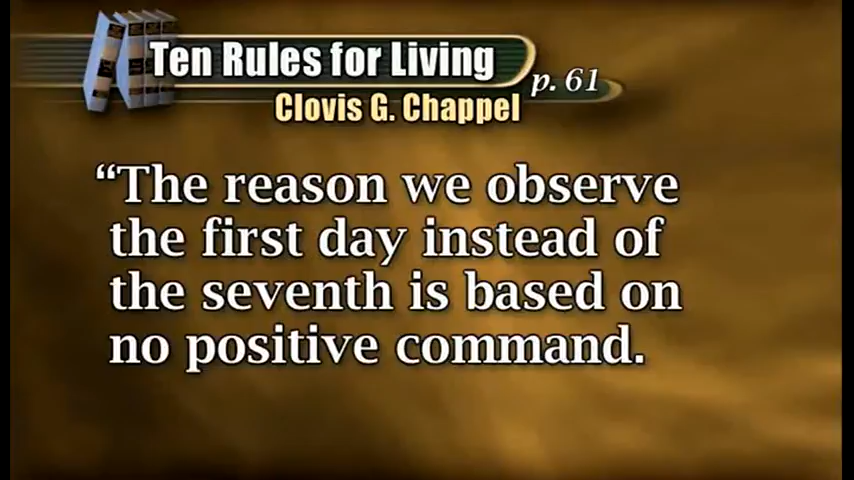 Ten Rules for Living
p. 61
Clovis G. Chappel
“The reason we observe
the first day instead of
the seventh is based on
no positive command.